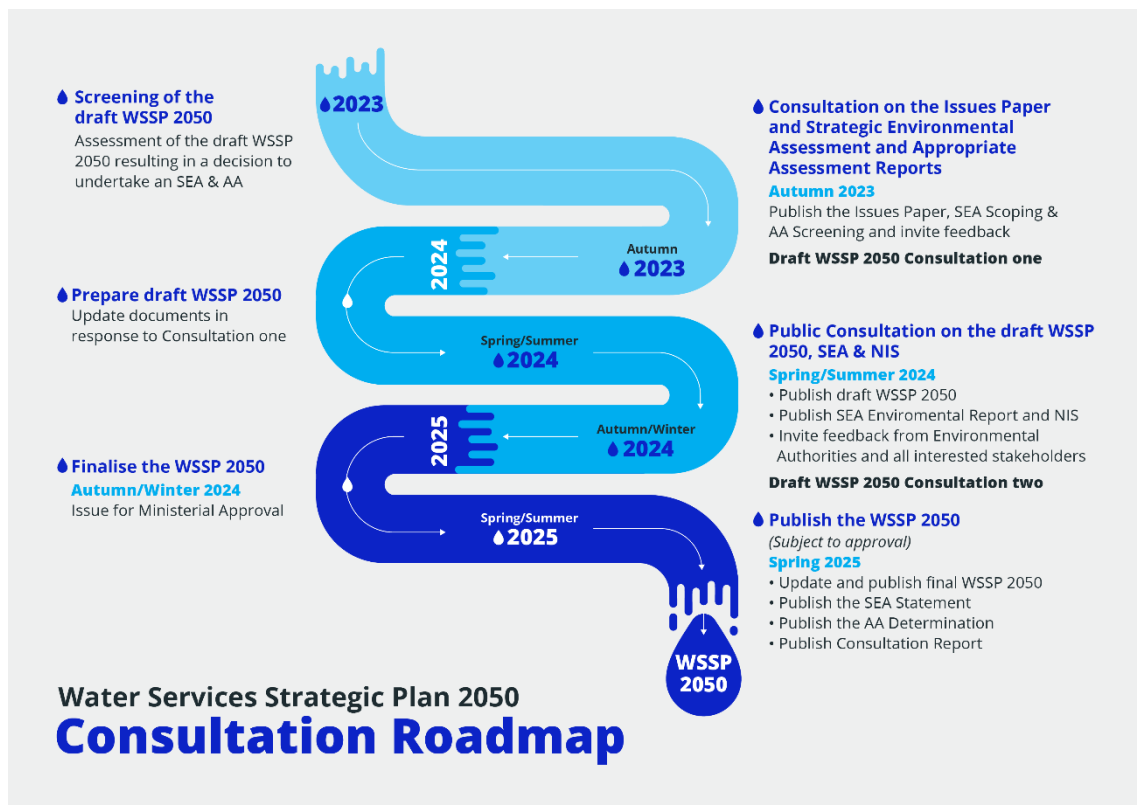 Screening of the
draft WSSP 2050
Assessment of the draft WSSP
2050 resulting in a decision to
undertake an SEA & AA
2023
Consultation on the Issues Paper
and Strategic Environmental
Assessment and Appropriate
Assessment Reports
Autumn 2023
Publish the Issues Paper, SEA Scoping &
AA Screening and invite feedback
Draft WSSP 2050 Consultation one
Autumn
2023
2024
Prepare draft WSSP 2050
Update documents in
response to Consultation one
Spring/Summer
2024
Public Consultation on the draft WSSP
2050, SEA & NIS
Spring/Summer 2024
• Publish draft WSSP 2050
• Publish SEA Enviromental Report and NIS
• Invite feedback from Environmental
Authorities and all interested stakeholders
Draft WSSP 2050 Consultation two
Autumn/Winter
2024
2025
Finalise the WSSP 2050
Autumn/Winter 2024
Issue for Ministerial Approval
Spring/Summer
2025
Publish the WSSP 2050
(Subject to approval)
Spring 2025
• Update and publish final WSSP 2050
• Publish the SEA Statement
• Publish the AA Determination
• Publish Consultation Report
WSSP
2050
Water Services Strategic Plan 2050
Consultation Roadmap